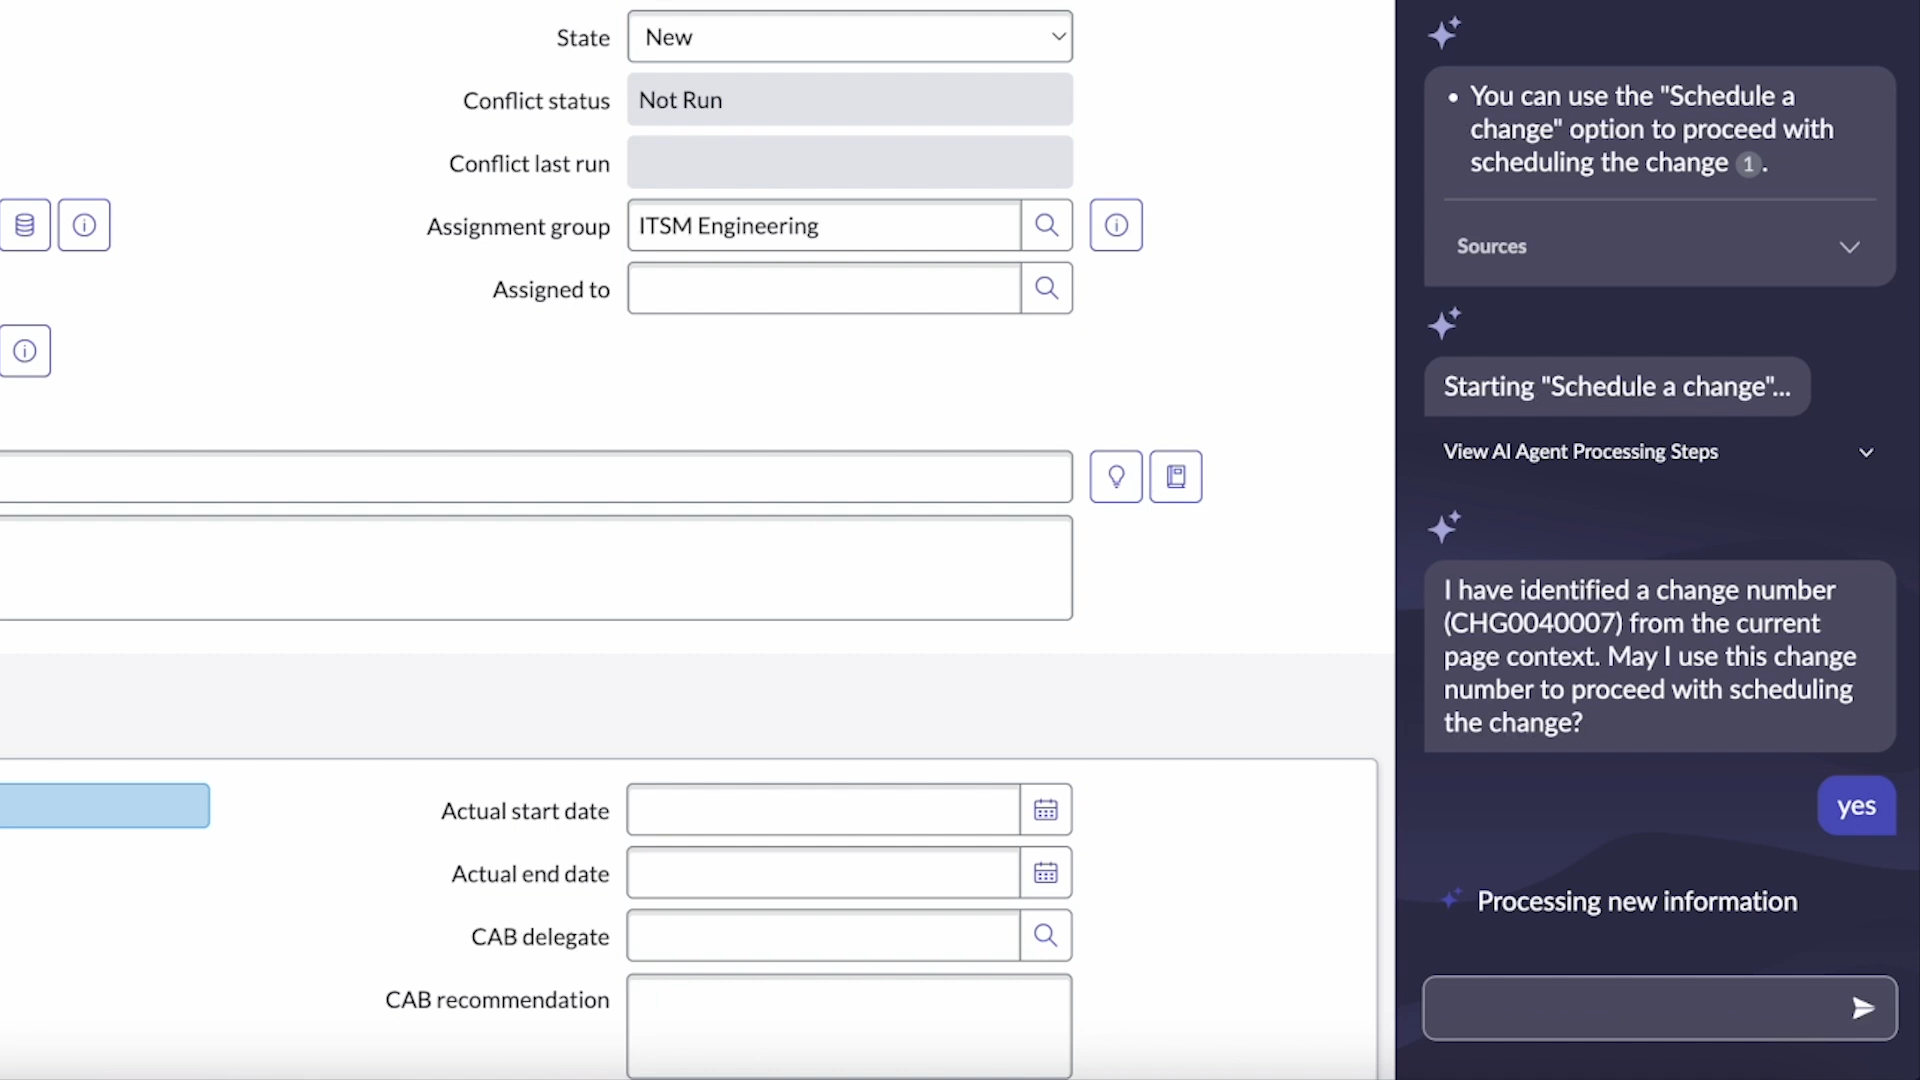 State
New
Conflict status
Not Run
Conflict last run
Assignment group
ITSM Engineering
Assigned to
Actual start date
Actual end date
CAB delegate
CAB recommendation
• You can use the "Schedule a
change" option to proceed with
scheduling the change 1.
Sources
Starting "Schedule a change"...
View AI Agent Processing Steps
I have identified a change number
(CHG0040007) from the current
page context. May I use this change
number to proceed with scheduling
the change?
yes
Processing new information